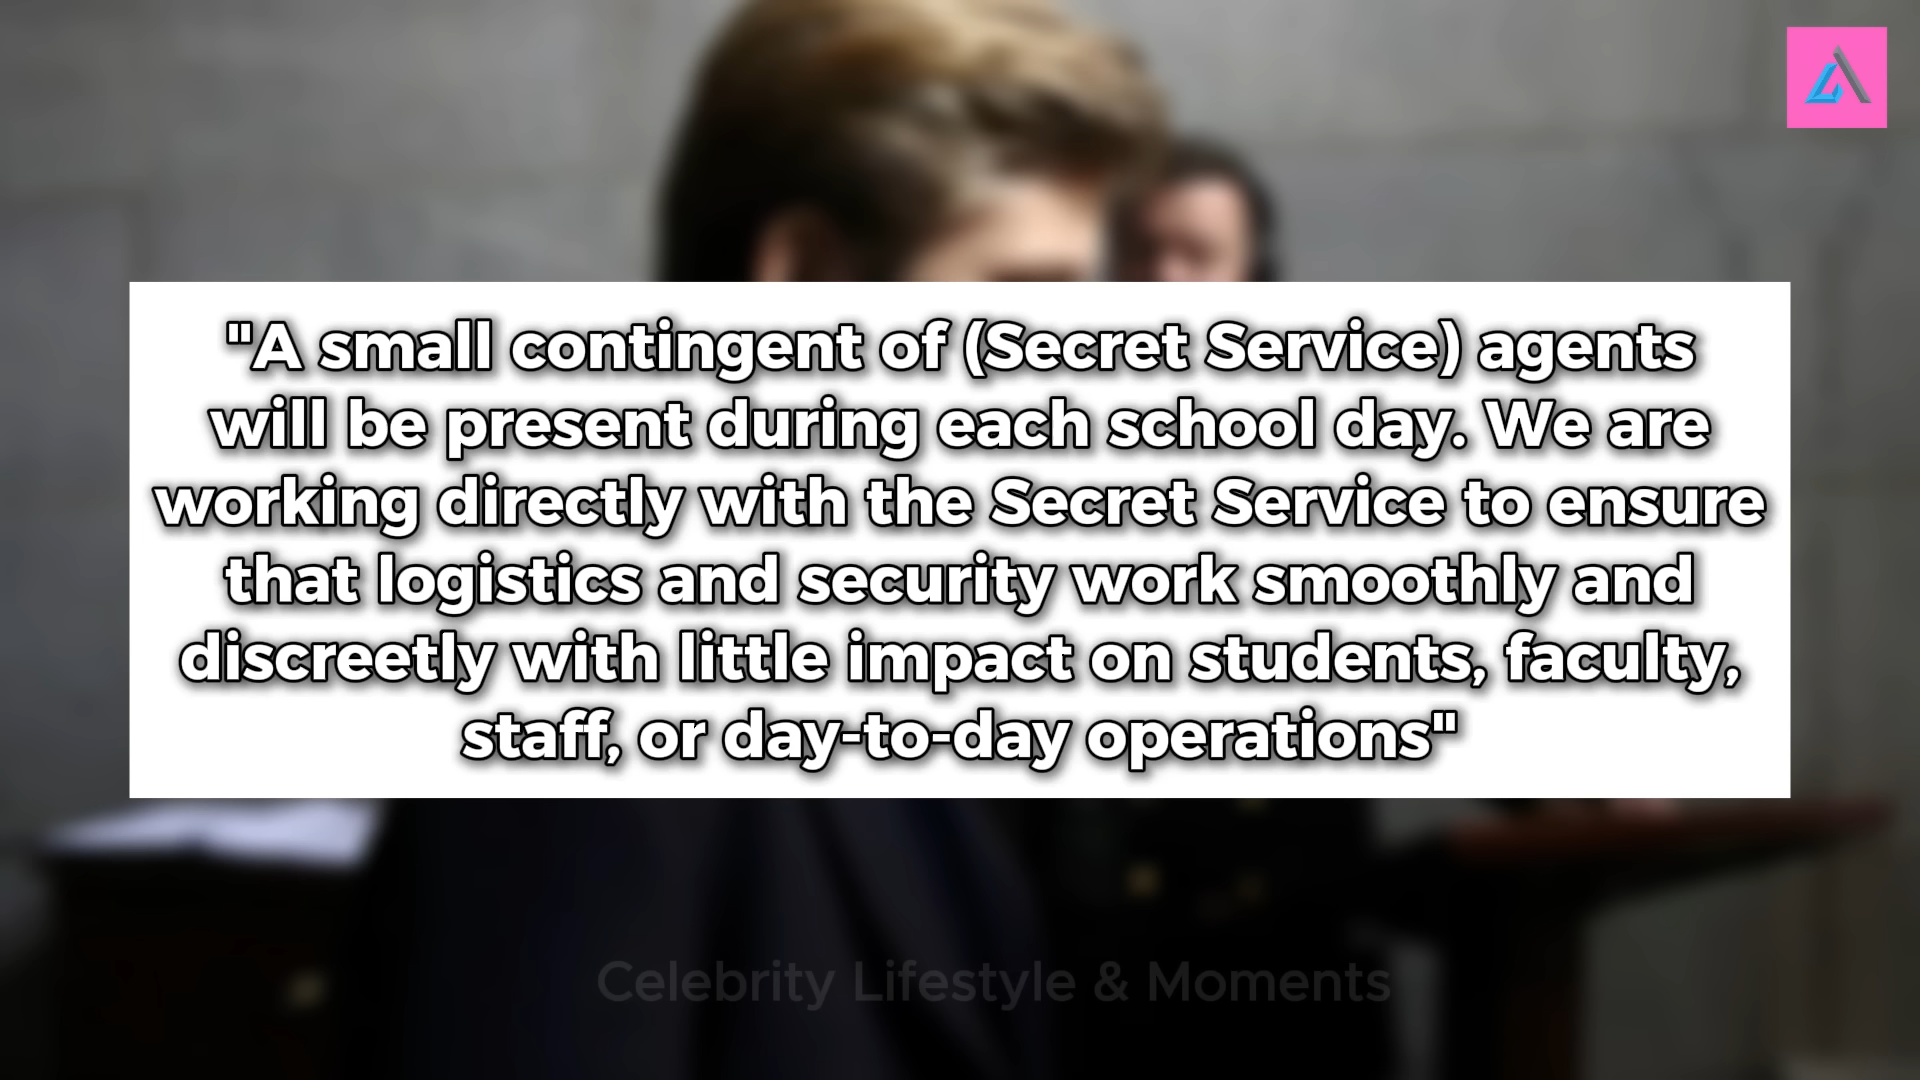 "A small contingent of (Secret Service) agents
will be present during each school day. We are
working directly with the Secret Service to ensure
that logistics and security work smoothly and
discreetly with little impact on students, faculty,
staff, or day-to-day operations"
Celebrity Lifestyle & Moments